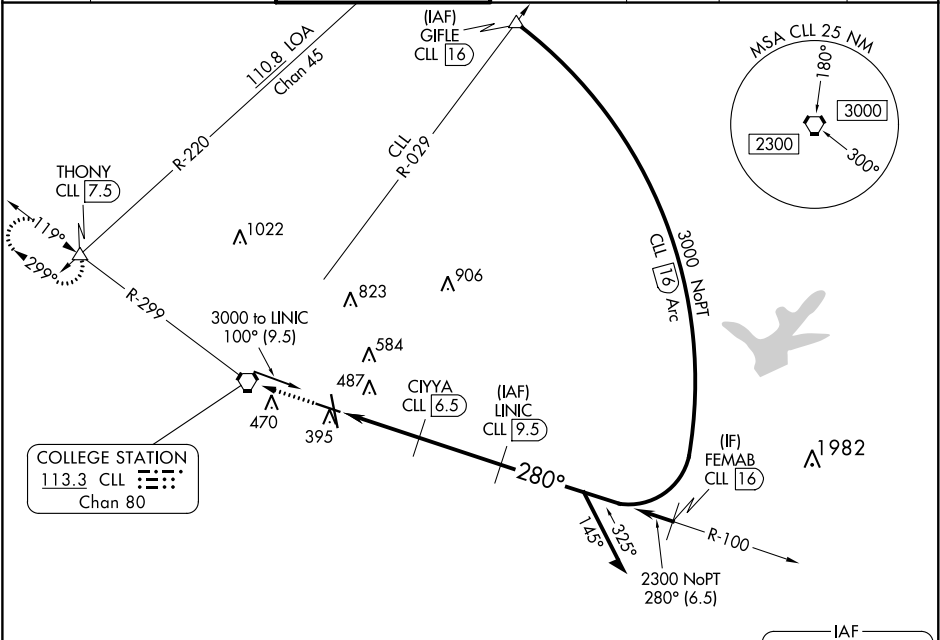 (IAF)
GIFLE
CLL 16
MSA CLL 25 NM
180°
3000
2300
300°
110.8 LOA
Chan 45
R-220
CLL
R-029
THONY
CLL 7.5
119°
299°
R-299
1022
823
906
3000 NoPT
CLL 16 Arc
3000 to LINIC
100° (9.5)
584
487
470
395
CIYYA
CLL 6.5
(IAF)
LINIC
CLL 9.5
280°
(IF)
FEMAB
CLL 16
1982
COLLEGE STATION
113.3 CLL
Chan 80
145°
325°
R-100
2300 NoPT
280° (6.5)
IAF